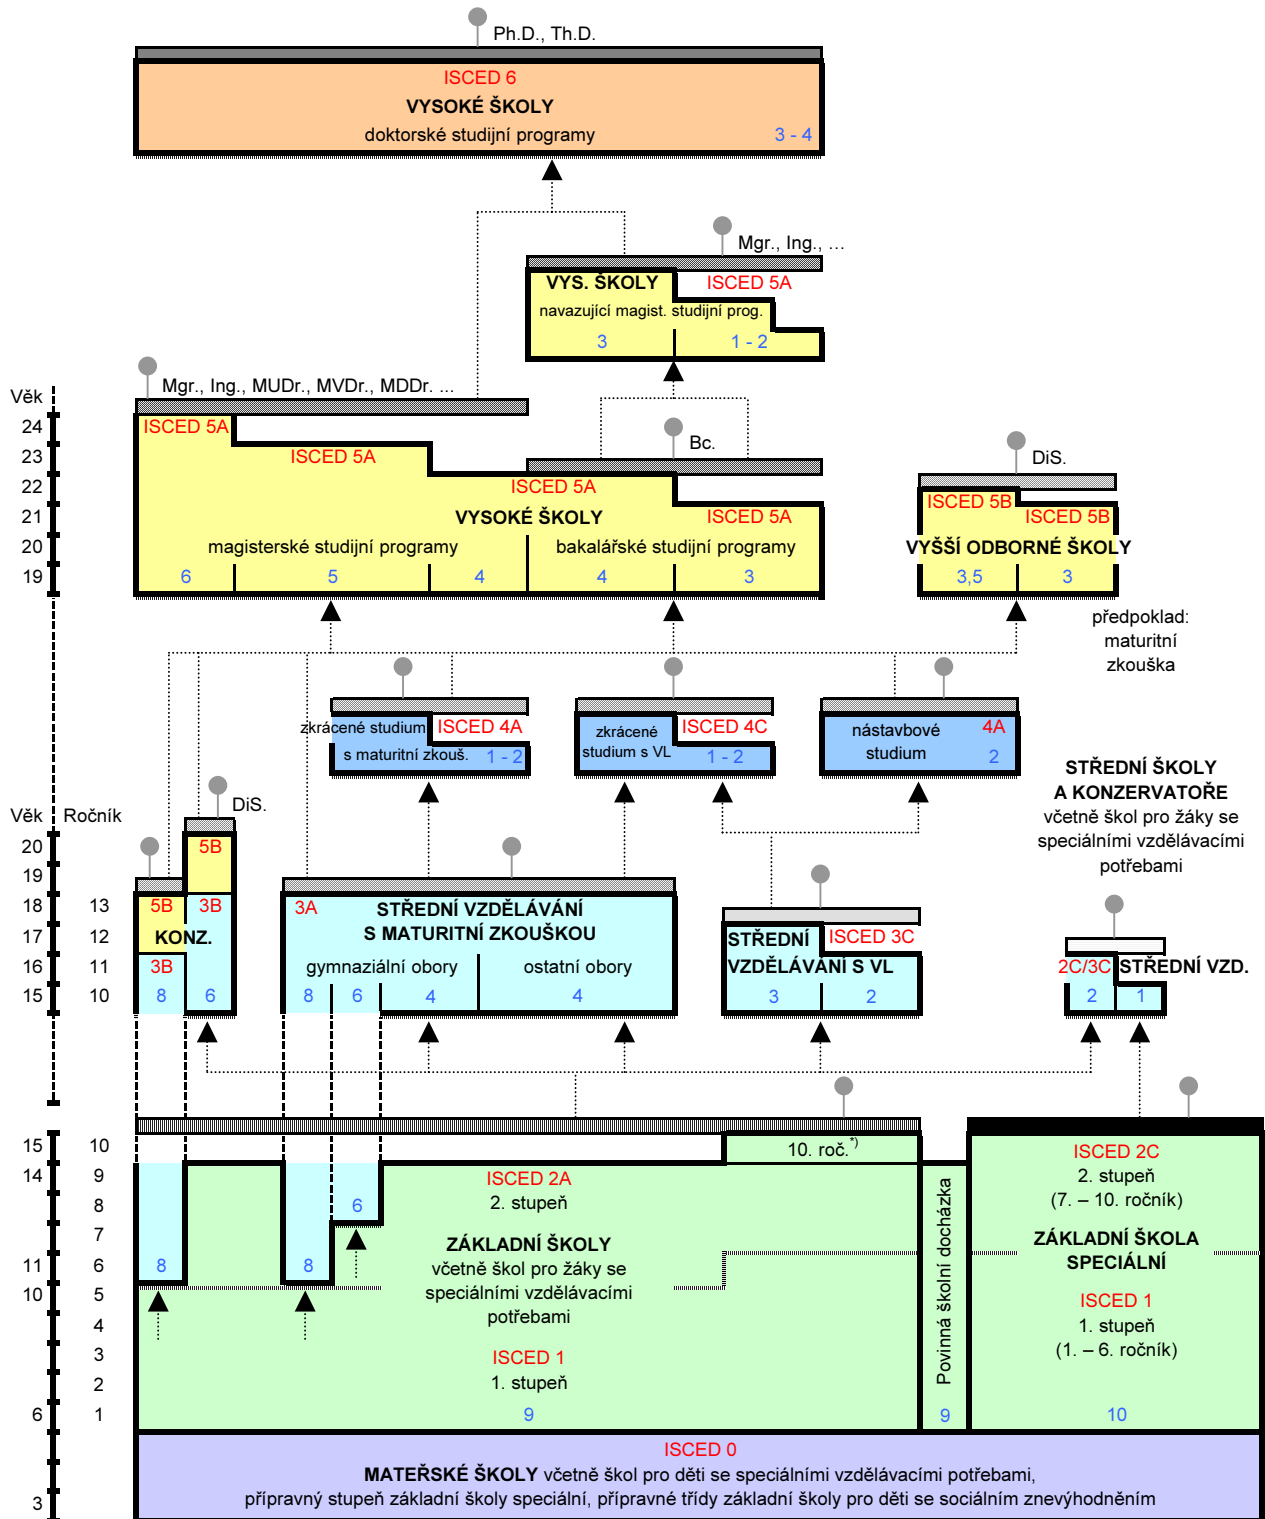 Ph.D., Th.D.
ISCED 6
VYSOKÉ ŠKOLY
doktorské studijní programy 3 - 4
Mgr., Ing., ...
VYS. ŠKOLY ISCED 5A
navazující magist. studijní prog.
3 1 - 2
Mgr., Ing., MUDr., MVDr., MDDr. ...
Věk
24 ISCED 5A
23 ISCED 5A Bc. DiS.
22 ISCED 5A
ISCED 5B
21 VYSOKÉ ŠKOLY ISCED 5A ISCED 5B
20 magisterské studijní programy bakalářské studijní programy VYŠŠÍ ODBORNÉ ŠKOLY
19 6 5 4 4 3 3,5 3
předpoklad:
maturitní
zkouška
zkrácené studium ISCED 4A zkrácené ISCED 4C nástavbové 4A
s maturitní zkouš. 1 - 2 studium s VL 1 - 2 studium 2
STŘEDNÍ ŠKOLY
A KONZERVATOŘE
včetně škol pro žáky se
speciálními vzdělávacími
potřebami
DiS.
Věk Ročník
20 5B
19
18 13 5B 3B 3A STŘEDNÍ VZDĚLÁVÁNÍ
17 12 KONZ. S MATURITNÍ ZKOUŠKOU STŘEDNÍ ISCED 3C
16 11 3B gymnaziální obory ostatní obory VZDĚLÁVÁNÍ S VL 2C/3C STŘEDNÍ VZD.
15 10 8 6 8 6 4 4 3 2 2 1
15 10 10. roč.*) ISCED 2C
14 9 ISCED 2A 2. stupeň
8 6 2. stupeň (7. – 10. ročník)
7 ZÁKLADNÍ ŠKOLY ZÁKLADNÍ ŠKOLA
11 6 8 8 včetně škol pro žáky se SPECIÁLNÍ
10 5 speciálními vzdělávacími ISCED 1
4 potřebami 1. stupeň
3 ISCED 1 (1. – 6. ročník)
2 1. stupeň
Povinná školní docházka
6 1 9 9 10
ISCED 0
MATEŘSKÉ ŠKOLY včetně škol pro děti se speciálními vzdělávacími potřebami,
3 přípravný stupeň základní školy speciální, přípravné třídy základní školy pro děti se sociálním znevýhodněním